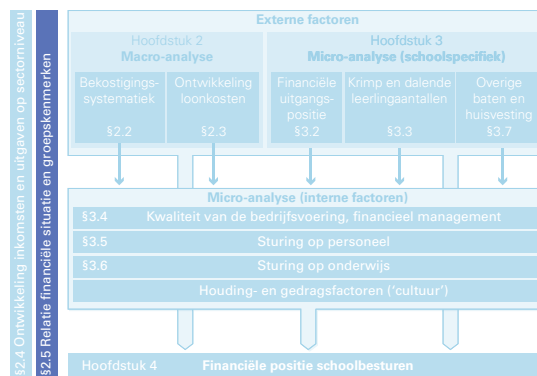 §2.4 Ontwikkeling inkomsten en uitgaven op sectorniveau
§2.5 Relatie financiële situatie en groepskenmerken
Externe factoren
Hoofdstuk 2
Macro-analyse
Hoofdstuk 3
Micro-analyse (schoolspecifiek)
Bekostigings-
systematiek
§2.2
Ontwikkeling
loonkosten
§2.3
Financiële
uitgangs-
positie
§3.2
Krimp en dalende
leerlingaantallen
§3.3
Overige
baten en
huisvesting
§3.7
Micro-analyse (interne factoren)
§3.4 Kwaliteit van de bedrijfsvoering, financieel management
§3.5 Sturing op personeel
§3.6 Sturing op onderwijs
Houding- en gedragsfactoren (‘cultuur’)
Hoofdstuk 4 Financiële positie schoolbesturen